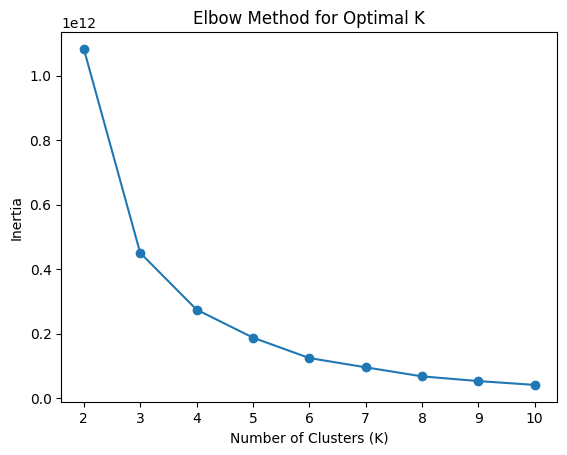 Elbow Method for Optimal K
1e12
1.0
0.8
0.6
0.4
0.2
0.0
Inertia
2 3 4 5 6 7 8 9 10
Number of Clusters (K)